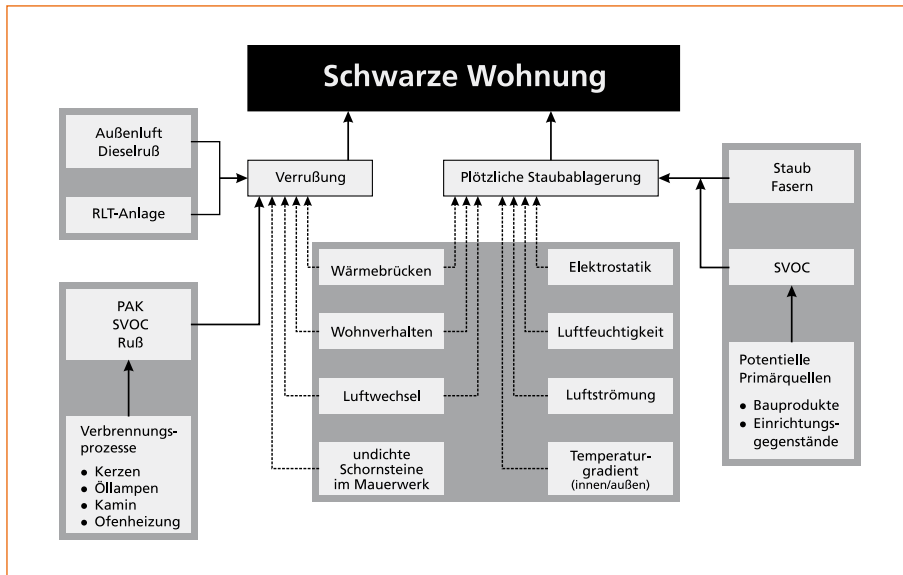 Schwarze Wohnung
Außenluft
Dieselruß
RLT-Anlage
Verrußung
Plötzliche Staubablagerung
Staub
Fasern
SVOC
PAK
SVOC
Ruß
Verbrennungs-
prozesse
• Kerzen
• Öllampen
• Kamin
• Ofenheizung
Wärmebrücken
Elektrostatik
Wohnverhalten
Luftfeuchtigkeit
Luftwechsel
Luftströmung
undichte
Schornsteine
im Mauerwerk
Temperatur-
gradient
(innen/außen)
Potentielle
Primärquellen
• Bauprodukte
• Einrichtungs-
gegenstände